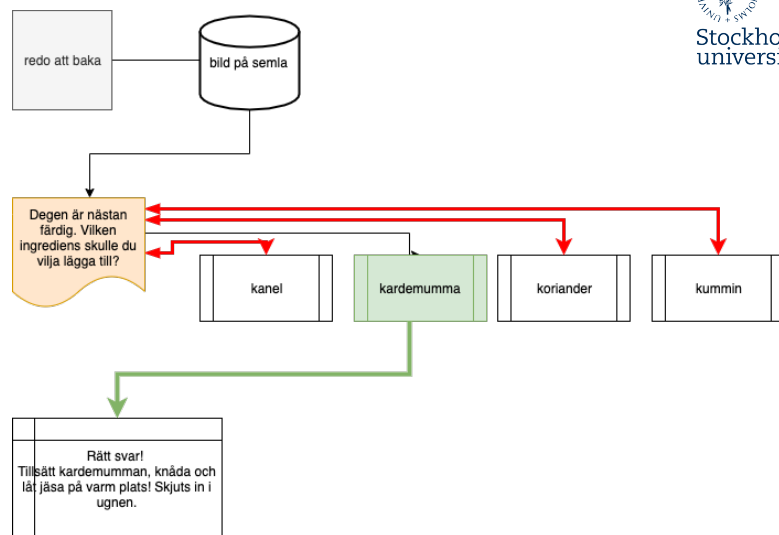 Stockho
universi
redo att baka
bild på semla
Degen är nästan
färdig. Vilken
ingrediens skulle du
vilja lägga till?
kanel
kardemumma
koriander
kummin
Rätt svar!
Tillsätt kardemumman, knåda och
låt jäsa på varm plats! Skjuts in i
ugnen.